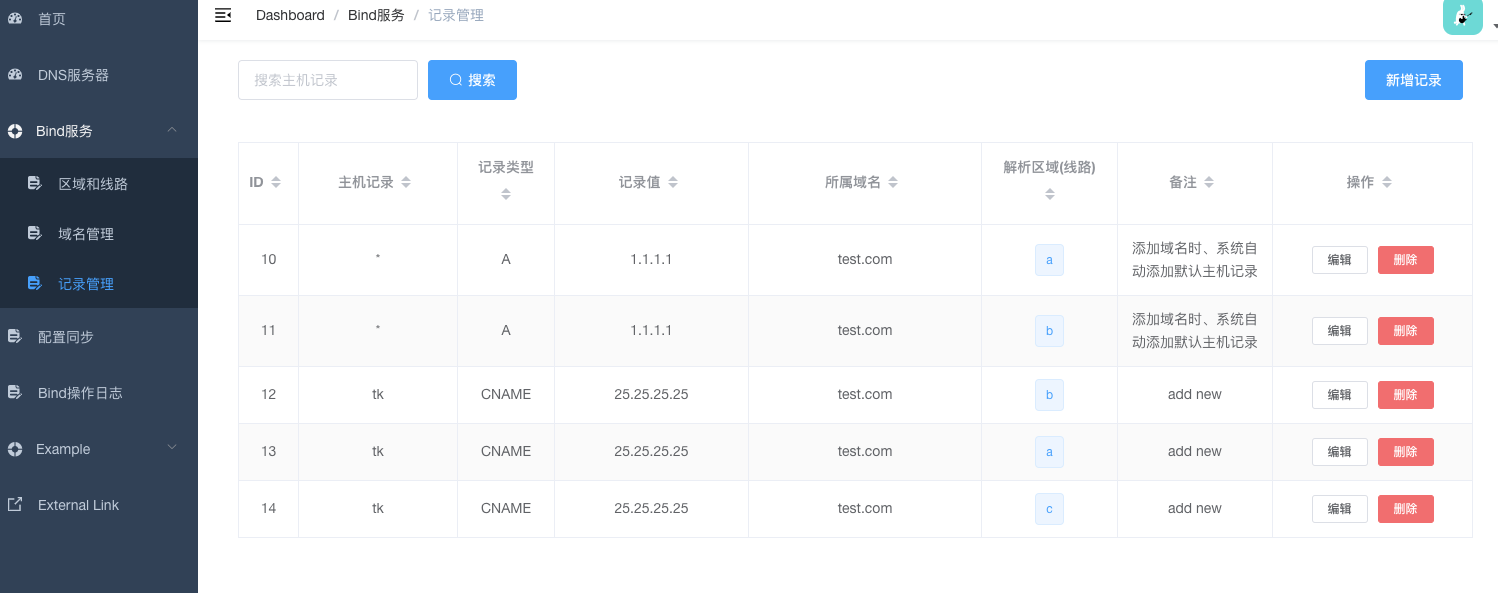 首页
DNS服务器
Bind服务
区域和线路
域名管理
记录管理
配置同步
Bind操作日志
Example
External Link
Dashboard / Bind服务 / 记录管理
搜索主机记录 搜索 新增记录
ID 主机记录 记录类型 记录值 所属域名 解析区域(线路) 备注 操作
10 * A 1.1.1.1 test.com a 添加域名时、系统自
动添加默认主机记录 编辑 删除
11 * A 1.1.1.1 test.com b 添加域名时、系统自
动添加默认主机记录 编辑 删除
12 tk CNAME 25.25.25.25 test.com b add new 编辑 删除
13 tk CNAME 25.25.25.25 test.com a add new 编辑 删除
14 tk CNAME 25.25.25.25 test.com c add new 编辑 删除